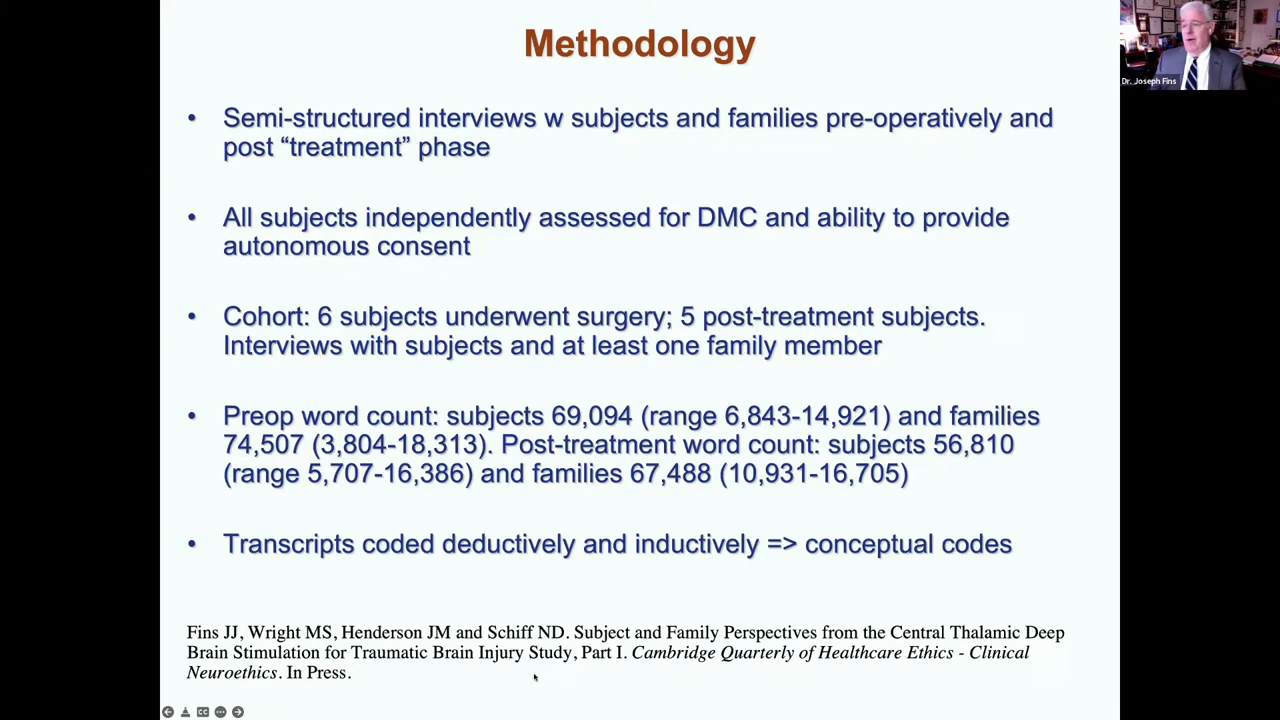 Methodology
Dr. Joseph Fins
• Semi-structured interviews w subjects and families pre-operatively and
post “treatment” phase
• All subjects independently assessed for DMC and ability to provide
autonomous consent
• Cohort: 6 subjects underwent surgery; 5 post-treatment subjects.
Interviews with subjects and at least one family member
• Preop word count: subjects 69,094 (range 6,843-14,921) and families
74,507 (3,804-18,313). Post-treatment word count: subjects 56,810
(range 5,707-16,386) and families 67,488 (10,931-16,705)
• Transcripts coded deductively and inductively => conceptual codes
Fins JJ, Wright MS, Henderson JM and Schiff ND. Subject and Family Perspectives from the Central Thalamic Deep
Brain Stimulation for Traumatic Brain Injury Study, Part I. Cambridge Quarterly of Healthcare Ethics - Clinical
Neuroethics. In Press.
CC